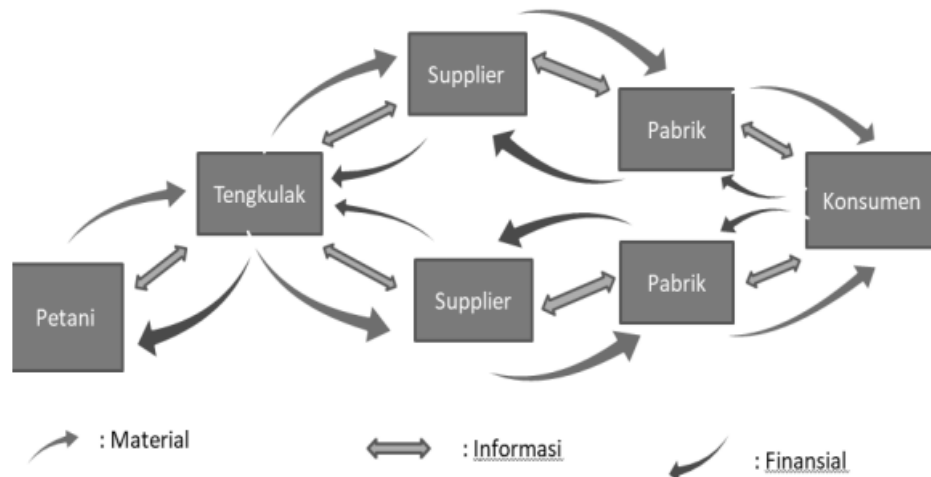 Supplier
Pabrik
Tengkulak
Konsumen
Petani
Supplier
Pabrik
: Material
: Informasi
: Finansial